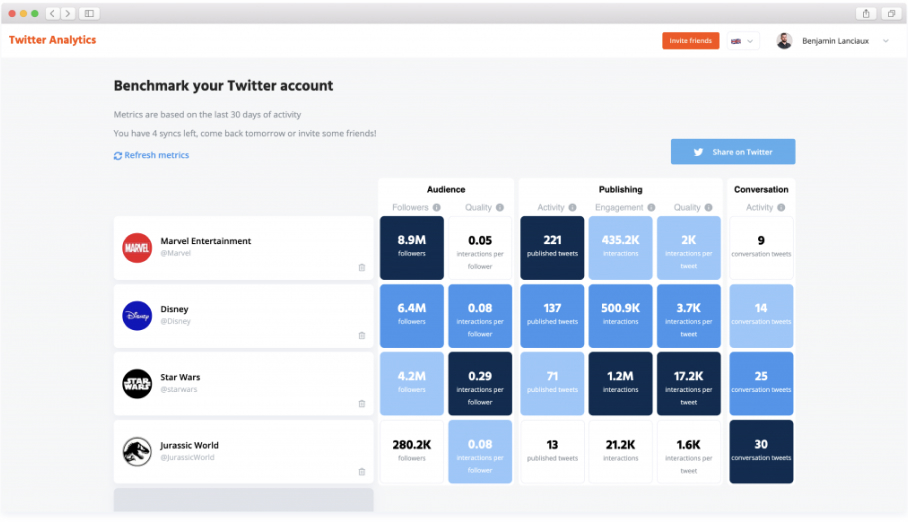 Twitter Analytics
Invite friends
Benjamin Lanciaux
Benchmark your Twitter account
Metrics are based on the last 30 days of activity
You have 4 syncs left, come back tomorrow or invite some friends!
Refresh metrics
Share on Twitter
Audience Publishing Conversation
Followers Quality Activity Engagement Quality Activity
MARVEL
Marvel Entertainment
@Marvel
8.9M
followers
0.05
interactions per
follower
221
published tweets
435.2K
interactions
2K
interactions per
tweet
9
conversation tweets
Disney
Disney
@Disney
6.4M
followers
0.08
interactions per
follower
137
published tweets
500.9K
interactions
3.7K
interactions per
tweet
14
conversation tweets
STAR
WARS
Star Wars
@starwars
4.2M
followers
0.29
interactions per
follower
71
published tweets
1.2M
interactions
17.2K
interactions per
tweet
25
conversation tweets
Jurassic World
@JurassicWorld
280.2K
followers
0.08
interactions per
follower
13
published tweets
21.2K
interactions
1.6K
interactions per
tweet
30
conversation tweets